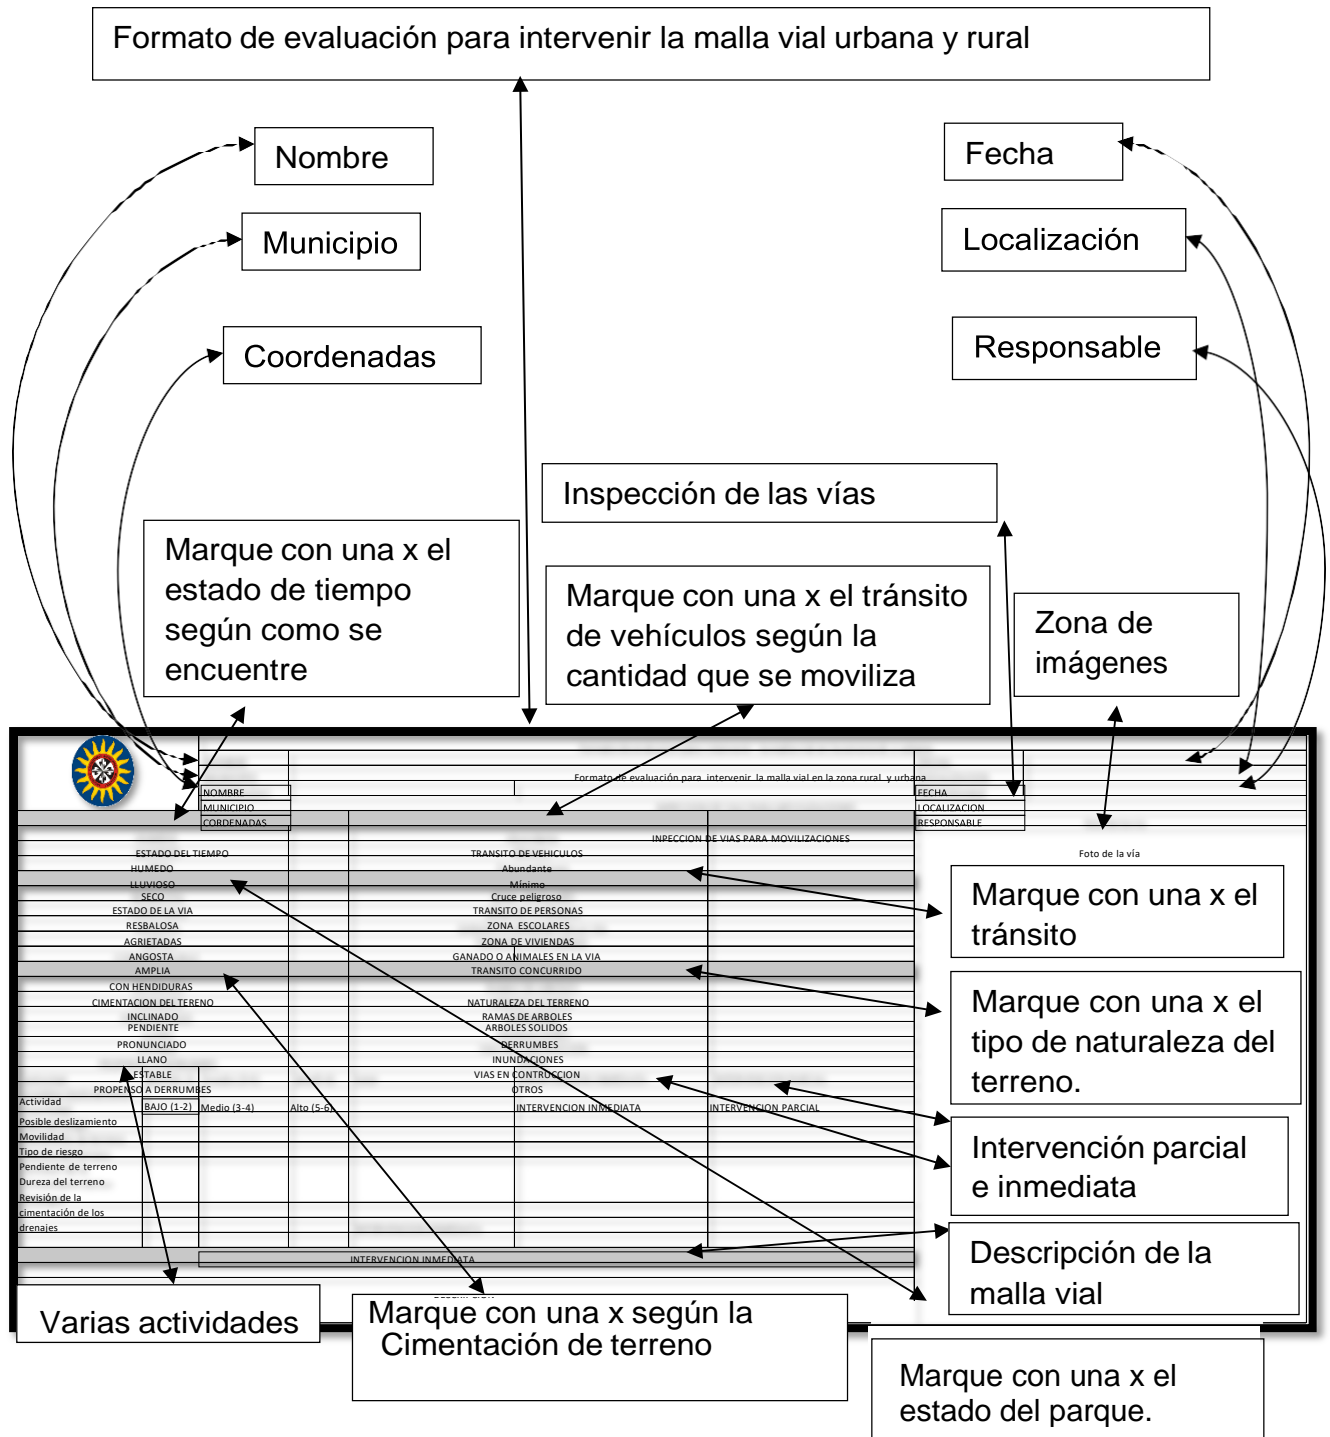 Formato de evaluación para intervenir la malla vial urbana y rural
Nombre
Fecha
Municipio
Localización
Coordenadas
Responsable
Inspección de las vías
Marque con una x el
estado de tiempo
según como se
encuentre
Marque con una x el tránsito
de vehículos según la
cantidad que se moviliza
Zona de
imágenes
Formato de evaluación para intervenir la malla vial en la zona rural y urbana
NOMBRE
FECHA
MUNICIPIO
LOCALIZACION
CORDENADAS
RESPONSABLE
INPECCION DE VIAS PARA MOVILIZACIONES
ESTADO DEL TIEMPO
TRANSITO DE VEHICULOS
Foto de la vía
HUMEDO
Abundante
LLUVIOSO
Mínimo
SECO
Cruce peligroso
ESTADO DE LA VIA
TRANSITO DE PERSONAS
RESBALOSA
ZONA ESCOLARES
AGRIETADAS
ZONA DE VIVIENDAS
ANGOSTA
GANADO O ANIMALES EN LA VIA
AMPLIA
TRANSITO CONCURRIDO
CON HENDIDURAS
CIMENTACION DEL TERENO
NATURALEZA DEL TERRENO
INCLINADO
RAMAS DE ARBOLES
PENDIENTE
ARBOLES SOLIDOS
PRONUNCIADO
DERRUMBES
LLANO
INUNDACIONES
ESTABLE
VIAS EN CONTRUCCION
PROPENSO A DERRUMBES
OTROS
Actividad
BAJO (1-2)
Medio (3-4)
Alto (5-6)
INTERVENCION INMEDIATA
INTERVENCION PARCIAL
Posible deslizamiento
Movilidad
Tipo de riesgo
Pendiente de terreno
Dureza del terreno
Revisión de la
cimentación de los
drenajes
INTERVENCION INMEDIATA
Marque con una x el
tránsito
Marque con una x el
tipo de naturaleza del
terreno.
Intervención parcial
e inmediata
Descripción de la
malla vial
Varias actividades
Marque con una x según la
Cimentación de terreno
Marque con una x el
estado del parque.